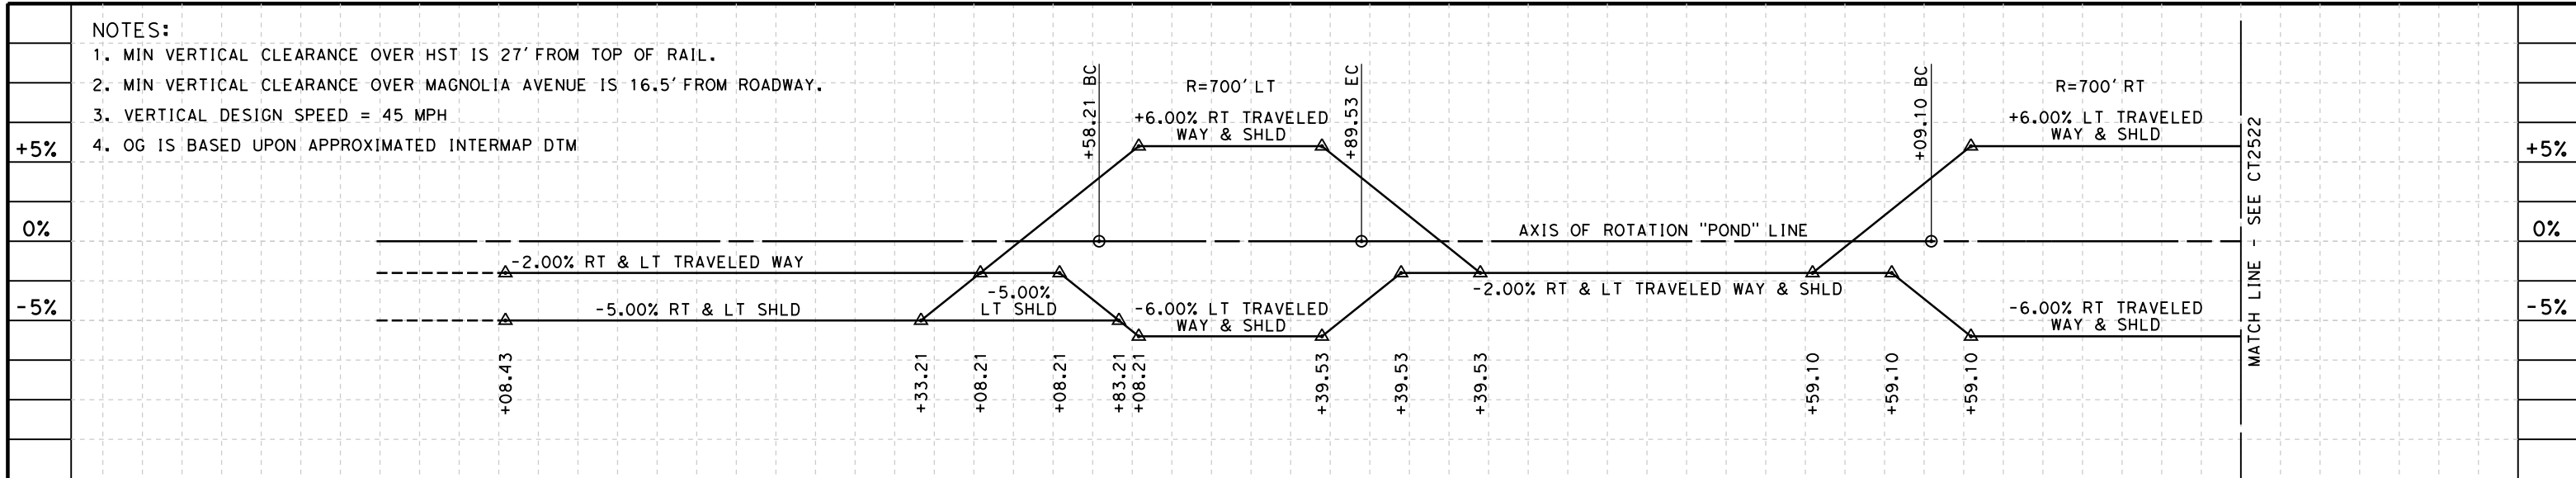 NOTES:
1. MIN VERTICAL CLEARANCE OVER HST IS 27' FROM TOP OF RAIL.
2. MIN VERTICAL CLEARANCE OVER MAGNOLIA AVENUE IS 16.5' FROM ROADWAY.
3. VERTICAL DESIGN SPEED = 45 MPH
4. OG IS BASED UPON APPROXIMATED INTERMAP DTM
+5%
0%
-5%
+58.21 BC
R=700' LT
+6.00% RT TRAVELED
WAY & SHLD
+89.53 EC
+09.10 BC
R=700' RT
+6.00% LT TRAVELED
WAY & SHLD
MATCH LINE - SEE CT2522
+5%
0%
-5%
AXIS OF ROTATION "POND" LINE
-2.00% RT & LT TRAVELED WAY
-5.00% RT & LT SHLD
-5.00%
LT SHLD
-6.00% LT TRAVELED
WAY & SHLD
-2.00% RT & LT TRAVELED WAY & SHLD
-6.00% RT TRAVELED
WAY & SHLD
+08.43
+33.21
+08.21
+08.21
+83.21
+08.21
+39.53
+39.53
+39.53
+59.10
+59.10
+59.10